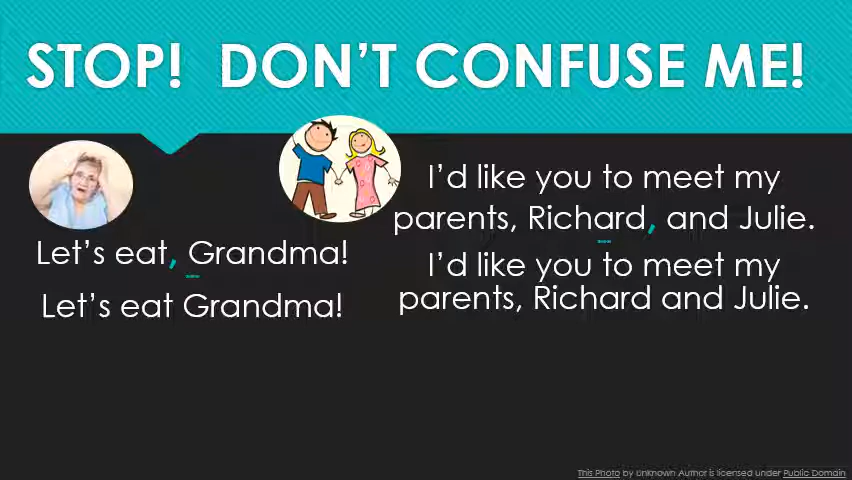 STOP!  DON’T CONFUSE ME!
Let’s eat, Grandma!
Let’s eat Grandma!
I’d like you to meet my
parents, Richard, and Julie.
I’d like you to meet my
parents, Richard and Julie.
This Photo by Unknown Author is licensed under Public Domain